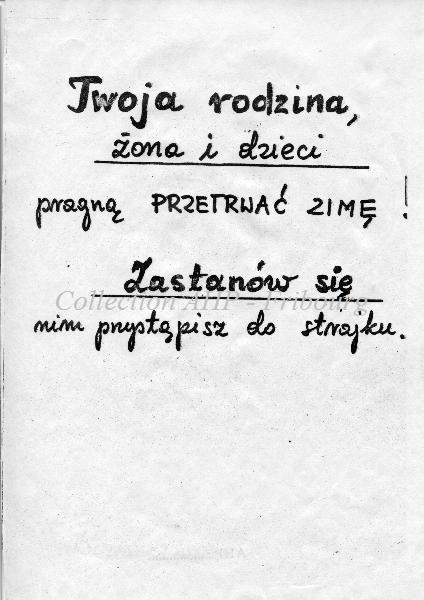 Twoja rodzina,
żona i dzieci
pragną PRZETRWAĆ ZIMĘ !
Zastanów się
Collection AHP - Fribourg
nim przystąpisz do strajku.